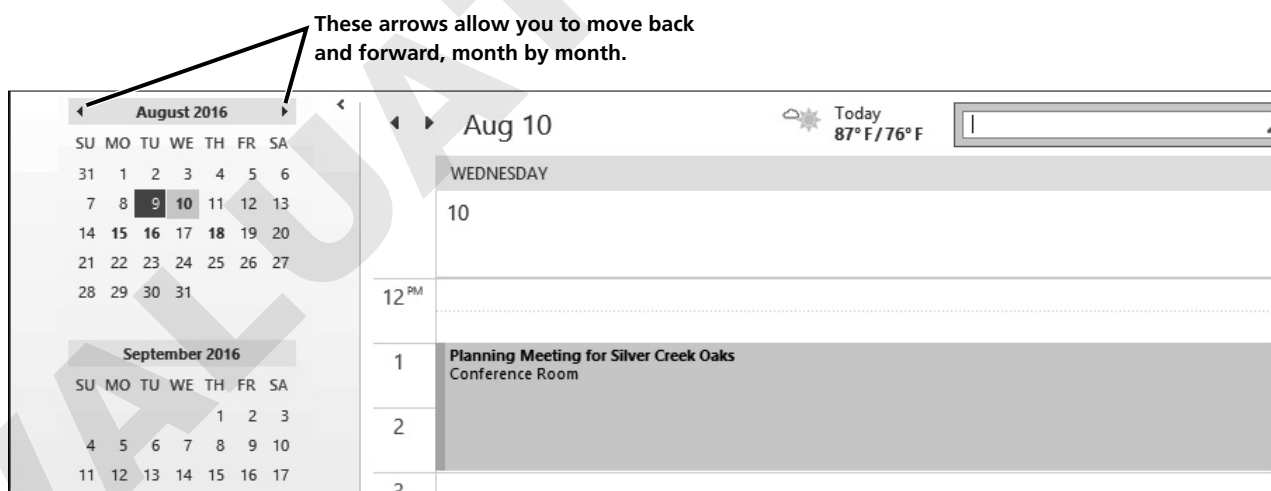 These arrows allow you to move back
and forward, month by month.
August 2016
SU MO TU WE TH FR SA
31 1 2 3 4 5 6
7 8 9 10 11 12 13
14 15 16 17 18 19 20
21 22 23 24 25 26 27
28 29 30 31
September 2016
SU MO TU WE TH FR SA
1 2 3
4 5 6 7 8 9 10
11 12 13 14 15 16 17
Aug 10
Today
87° F / 76° F
WEDNESDAY
10
12 PM
1
Planning Meeting for Silver Creek Oaks
Conference Room
2
VALUAT